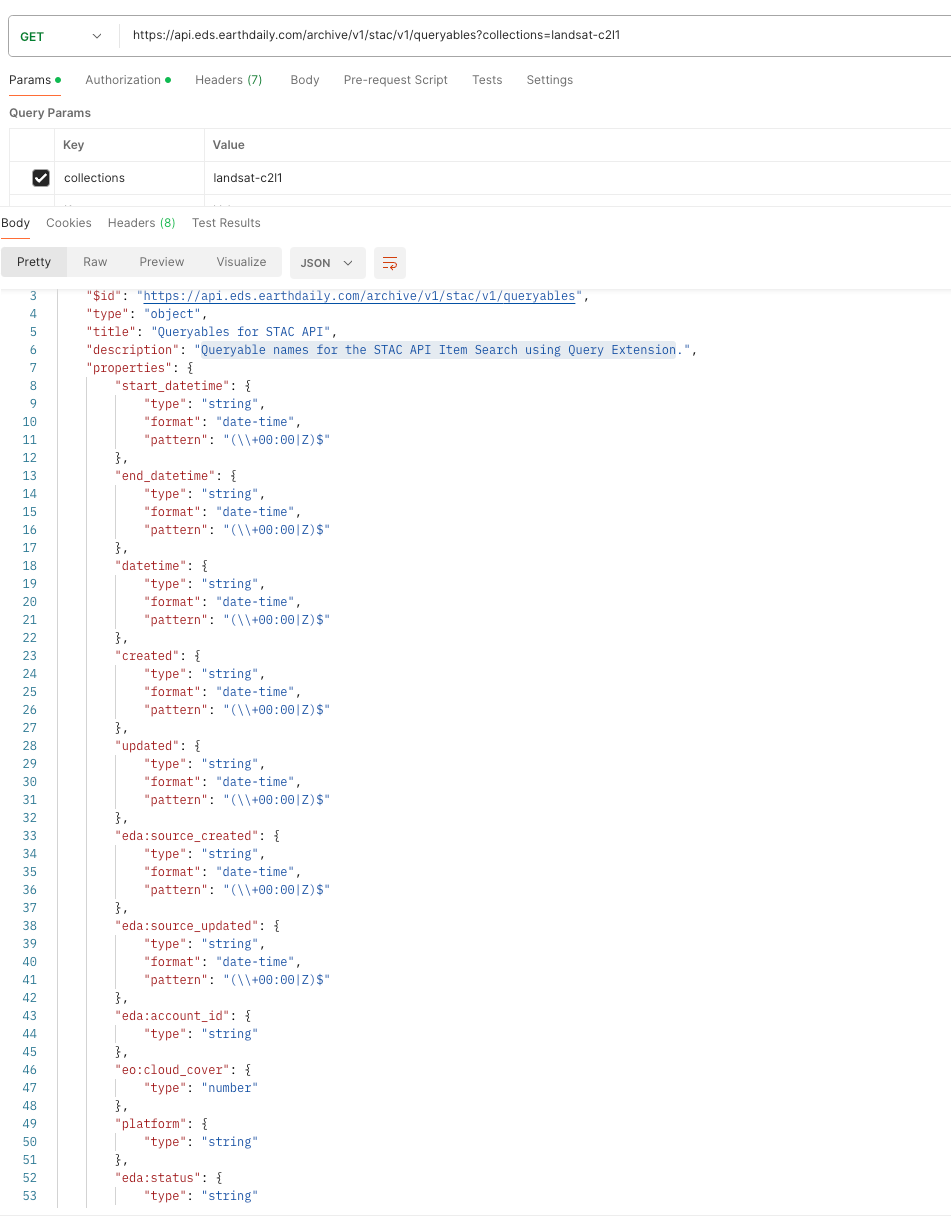 GET https://api.eds.earthdaily.com/archive/v1/stac/v1/queryables?collections=landsat-c2l1
Params Authorization Headers (7) Body Pre-request Script Tests Settings
Query Params
Key Value
collections landsat-c2l1
Body Cookies Headers (8) Test Results
Pretty Raw Preview Visualize JSON
3 "$id": "https://api.eds.earthdaily.com/archive/v1/stac/v1/queryables",
4 "type": "object",
5 "title": "Queryables for STAC API",
6 "description": "Queryable names for the STAC API Item Search using Query Extension.",
7 "properties": {
8 "start_datetime": {
9 "type": "string",
10 "format": "date-time",
11 "pattern": "(\\+00:00|Z)$"
12 },
13 "end_datetime": {
14 "type": "string",
15 "format": "date-time",
16 "pattern": "(\\+00:00|Z)$"
17 },
18 "datetime": {
19 "type": "string",
20 "format": "date-time",
21 "pattern": "(\\+00:00|Z)$"
22 },
23 "created": {
24 "type": "string",
25 "format": "date-time",
26 "pattern": "(\\+00:00|Z)$"
27 },
28 "updated": {
29 "type": "string",
30 "format": "date-time",
31 "pattern": "(\\+00:00|Z)$"
32 },
33 "eda:source_created": {
34 "type": "string",
35 "format": "date-time",
36 "pattern": "(\\+00:00|Z)$"
37 },
38 "eda:source_updated": {
39 "type": "string",
40 "format": "date-time",
41 "pattern": "(\\+00:00|Z)$"
42 },
43 "eda:account_id": {
44 "type": "string"
45 },
46 "eo:cloud_cover": {
47 "type": "number"
48 },
49 "platform": {
50 "type": "string"
51 },
52 "eda:status": {
53 "type": "string"